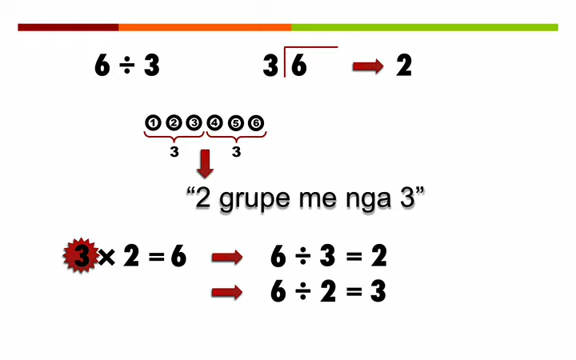 6 ÷ 3 3 6 2
1 2 3 4 5 6
3 3
“2 grupe me nga 3”
3 × 2 = 6 6 ÷ 3 = 2
6 ÷ 2 = 3